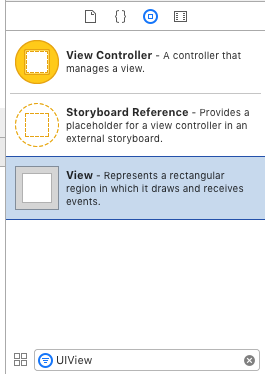 View Controller - A controller that
manages a view.
Storyboard Reference - Provides a
placeholder for a view controller in an
external storyboard.
View - Represents a rectangular
region in which it draws and receives
events.
UIView